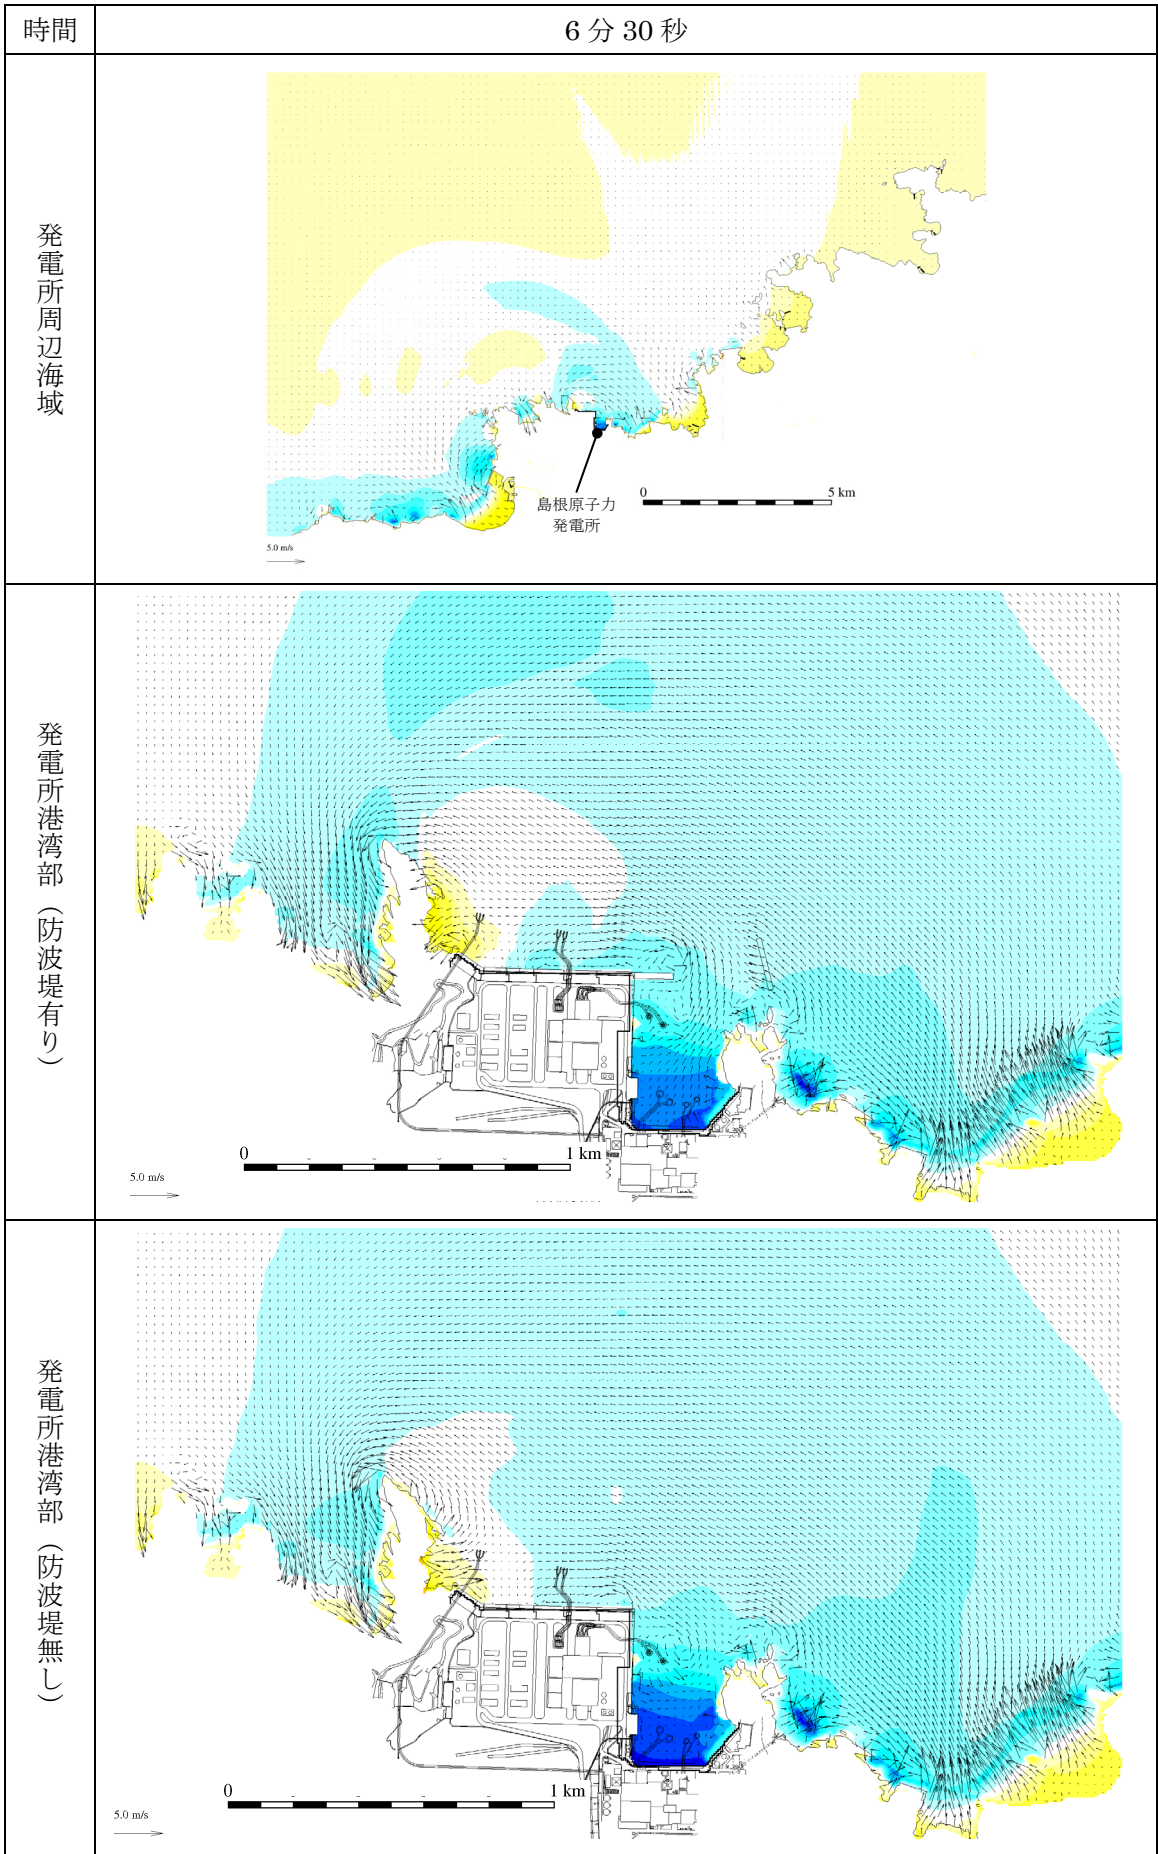 時間
6分30秒
発電所周辺海域
島根原子力
発電所
0
5 km
5.0 m/s
発電所港湾部（防波堤有り）
0
1 km
5.0 m/s
発電所港湾部（防波堤無し）
0
1 km
5.0 m/s